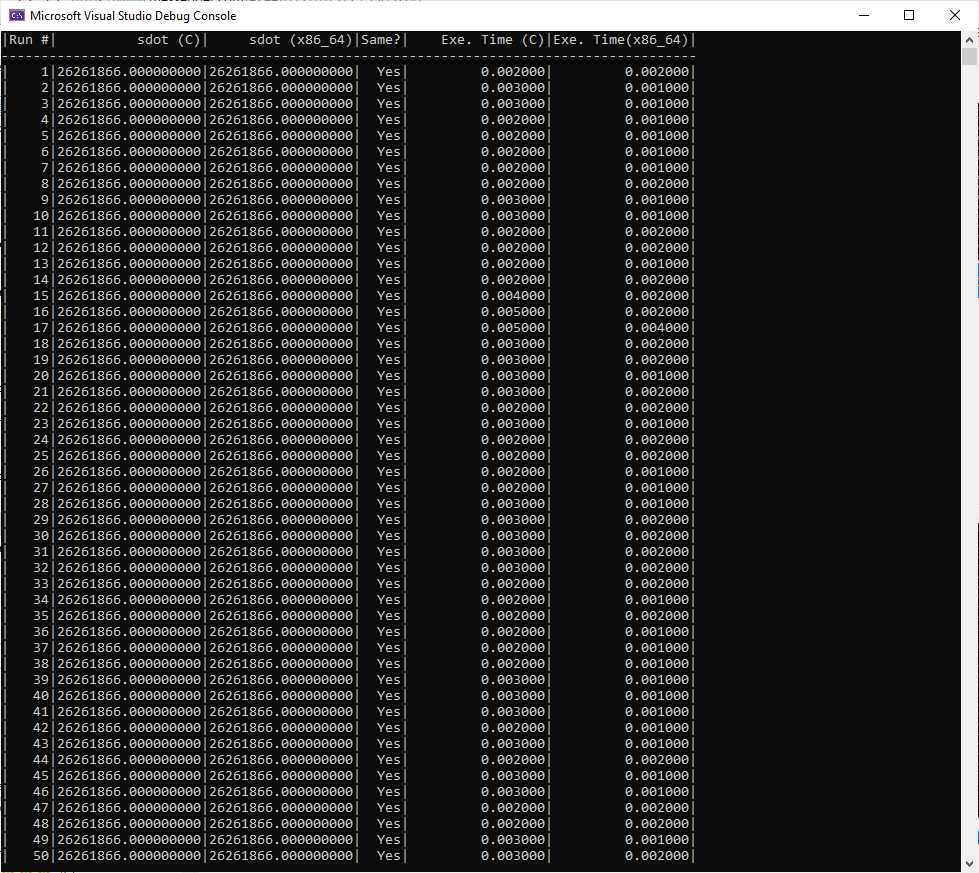 Microsoft Visual Studio Debug Console
|Run #|          sdot (C)|     sdot (x86_64)|Same?|    Exe. Time (C)|Exe. Time(x86_64)|
--------------------------------------------------------------------------------------
|    1|26261866.000000000|26261866.000000000|  Yes|         0.002000|         0.002000|
|    2|26261866.000000000|26261866.000000000|  Yes|         0.003000|         0.001000|
|    3|26261866.000000000|26261866.000000000|  Yes|         0.003000|         0.001000|
|    4|26261866.000000000|26261866.000000000|  Yes|         0.002000|         0.001000|
|    5|26261866.000000000|26261866.000000000|  Yes|         0.002000|         0.001000|
|    6|26261866.000000000|26261866.000000000|  Yes|         0.002000|         0.001000|
|    7|26261866.000000000|26261866.000000000|  Yes|         0.002000|         0.001000|
|    8|26261866.000000000|26261866.000000000|  Yes|         0.002000|         0.002000|
|    9|26261866.000000000|26261866.000000000|  Yes|         0.003000|         0.001000|
|   10|26261866.000000000|26261866.000000000|  Yes|         0.003000|         0.001000|
|   11|26261866.000000000|26261866.000000000|  Yes|         0.002000|         0.002000|
|   12|26261866.000000000|26261866.000000000|  Yes|         0.002000|         0.002000|
|   13|26261866.000000000|26261866.000000000|  Yes|         0.002000|         0.001000|
|   14|26261866.000000000|26261866.000000000|  Yes|         0.002000|         0.002000|
|   15|26261866.000000000|26261866.000000000|  Yes|         0.004000|         0.002000|
|   16|26261866.000000000|26261866.000000000|  Yes|         0.005000|         0.002000|
|   17|26261866.000000000|26261866.000000000|  Yes|         0.005000|         0.004000|
|   18|26261866.000000000|26261866.000000000|  Yes|         0.003000|         0.002000|
|   19|26261866.000000000|26261866.000000000|  Yes|         0.003000|         0.002000|
|   20|26261866.000000000|26261866.000000000|  Yes|         0.003000|         0.001000|
|   21|26261866.000000000|26261866.000000000|  Yes|         0.003000|         0.002000|
|   22|26261866.000000000|26261866.000000000|  Yes|         0.002000|         0.002000|
|   23|26261866.000000000|26261866.000000000|  Yes|         0.003000|         0.001000|
|   24|26261866.000000000|26261866.000000000|  Yes|         0.002000|         0.002000|
|   25|26261866.000000000|26261866.000000000|  Yes|         0.002000|         0.002000|
|   26|26261866.000000000|26261866.000000000|  Yes|         0.002000|         0.001000|
|   27|26261866.000000000|26261866.000000000|  Yes|         0.002000|         0.001000|
|   28|26261866.000000000|26261866.000000000|  Yes|         0.003000|         0.001000|
|   29|26261866.000000000|26261866.000000000|  Yes|         0.003000|         0.002000|
|   30|26261866.000000000|26261866.000000000|  Yes|         0.003000|         0.002000|
|   31|26261866.000000000|26261866.000000000|  Yes|         0.003000|         0.002000|
|   32|26261866.000000000|26261866.000000000|  Yes|         0.003000|         0.002000|
|   33|26261866.000000000|26261866.000000000|  Yes|         0.002000|         0.002000|
|   34|26261866.000000000|26261866.000000000|  Yes|         0.002000|         0.001000|
|   35|26261866.000000000|26261866.000000000|  Yes|         0.002000|         0.002000|
|   36|26261866.000000000|26261866.000000000|  Yes|         0.002000|         0.001000|
|   37|26261866.000000000|26261866.000000000|  Yes|         0.002000|         0.001000|
|   38|26261866.000000000|26261866.000000000|  Yes|         0.003000|         0.002000|
|   39|26261866.000000000|26261866.000000000|  Yes|         0.003000|         0.001000|
|   40|26261866.000000000|26261866.000000000|  Yes|         0.003000|         0.001000|
|   41|26261866.000000000|26261866.000000000|  Yes|         0.003000|         0.001000|
|   42|26261866.000000000|26261866.000000000|  Yes|         0.002000|         0.002000|
|   43|26261866.000000000|26261866.000000000|  Yes|         0.003000|         0.002000|
|   44|26261866.000000000|26261866.000000000|  Yes|         0.002000|         0.002000|
|   45|26261866.000000000|26261866.000000000|  Yes|         0.003000|         0.001000|
|   46|26261866.000000000|26261866.000000000|  Yes|         0.003000|         0.002000|
|   47|26261866.000000000|26261866.000000000|  Yes|         0.002000|         0.002000|
|   48|26261866.000000000|26261866.000000000|  Yes|         0.002000|         0.002000|
|   49|26261866.000000000|26261866.000000000|  Yes|         0.003000|         0.001000|
|   50|26261866.000000000|26261866.000000000|  Yes|         0.003000|         0.002000|